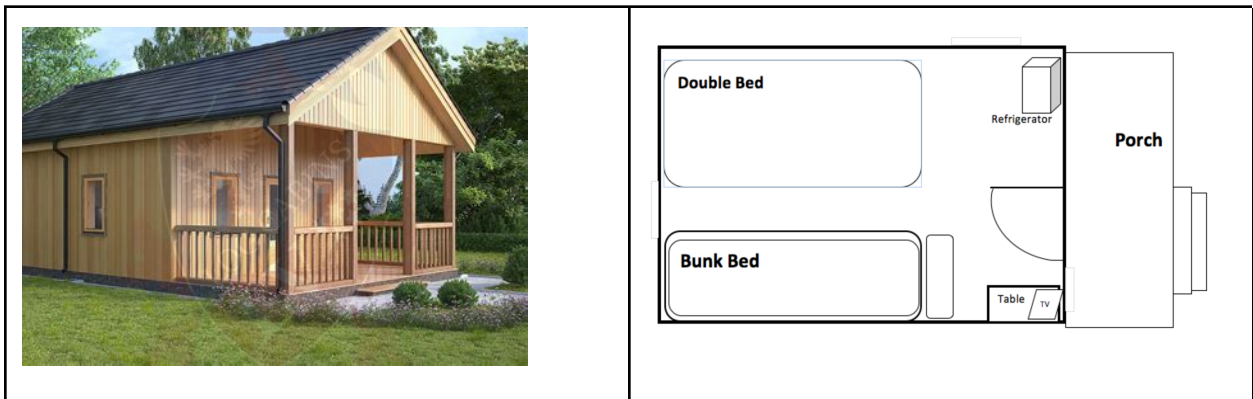 Double Bed
Refrigerator
Porch
Bunk Bed
Table
TV